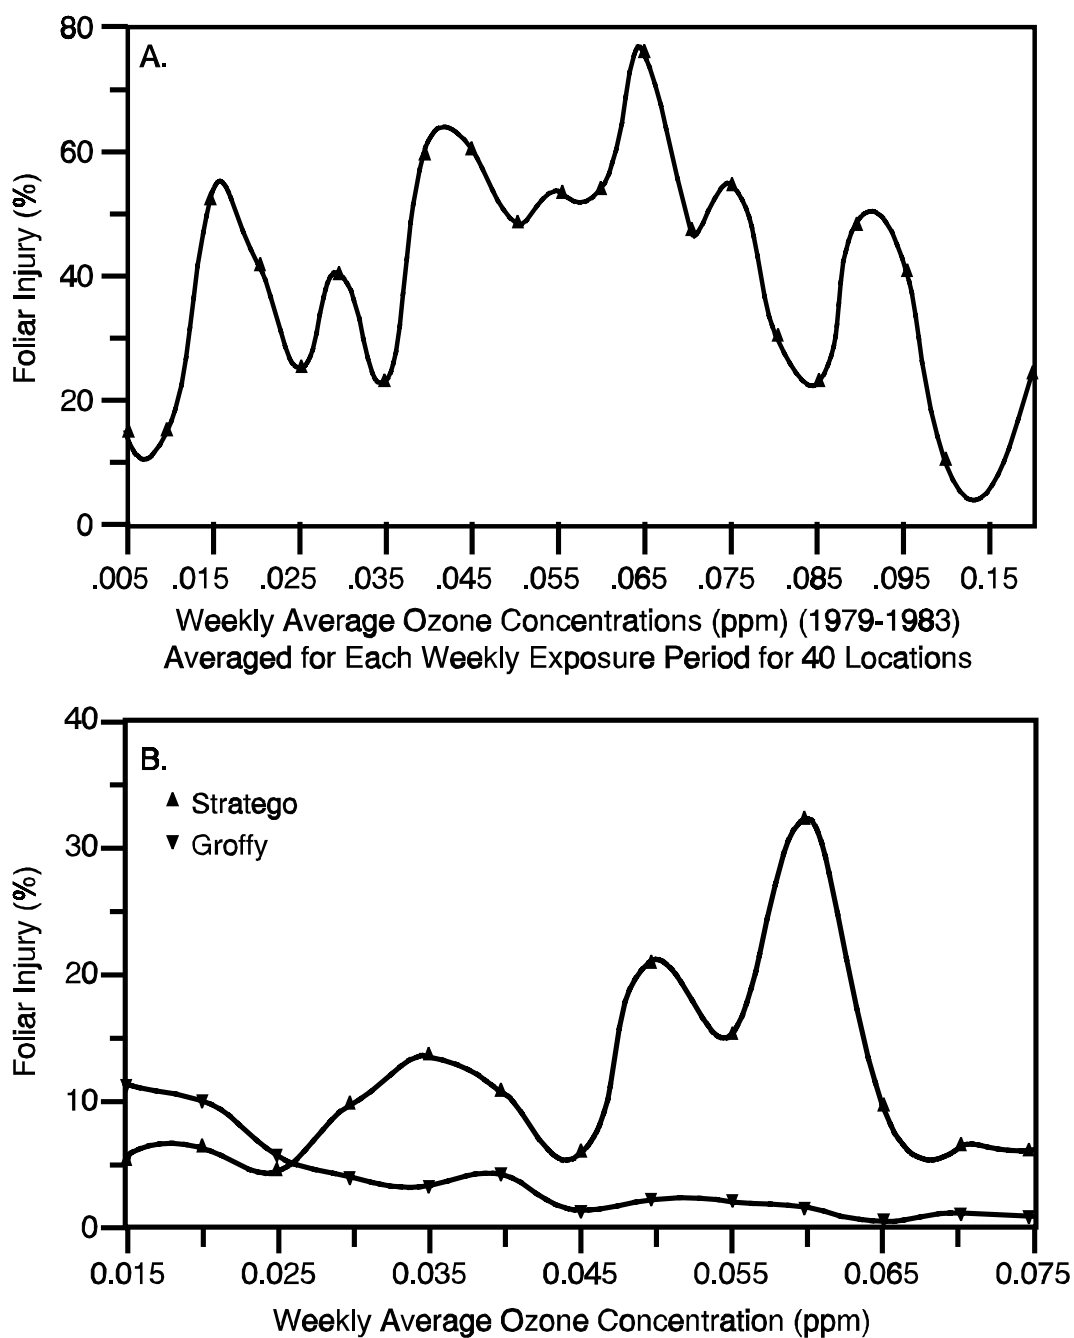 80
A.
60
40
20
0
Foliar Injury (%)
.005 .015 .025 .035 .045 .055 .065 .075 .085 .095 0.15
Weekly Average Ozone Concentrations (ppm) (1979-1983)
Averaged for Each Weekly Exposure Period for 40 Locations
40
B.
Stratego
Groffy
30
20
10
0
Foliar Injury (%)
0.015 0.025 0.035 0.045 0.055 0.065 0.075
Weekly Average Ozone Concentration (ppm)